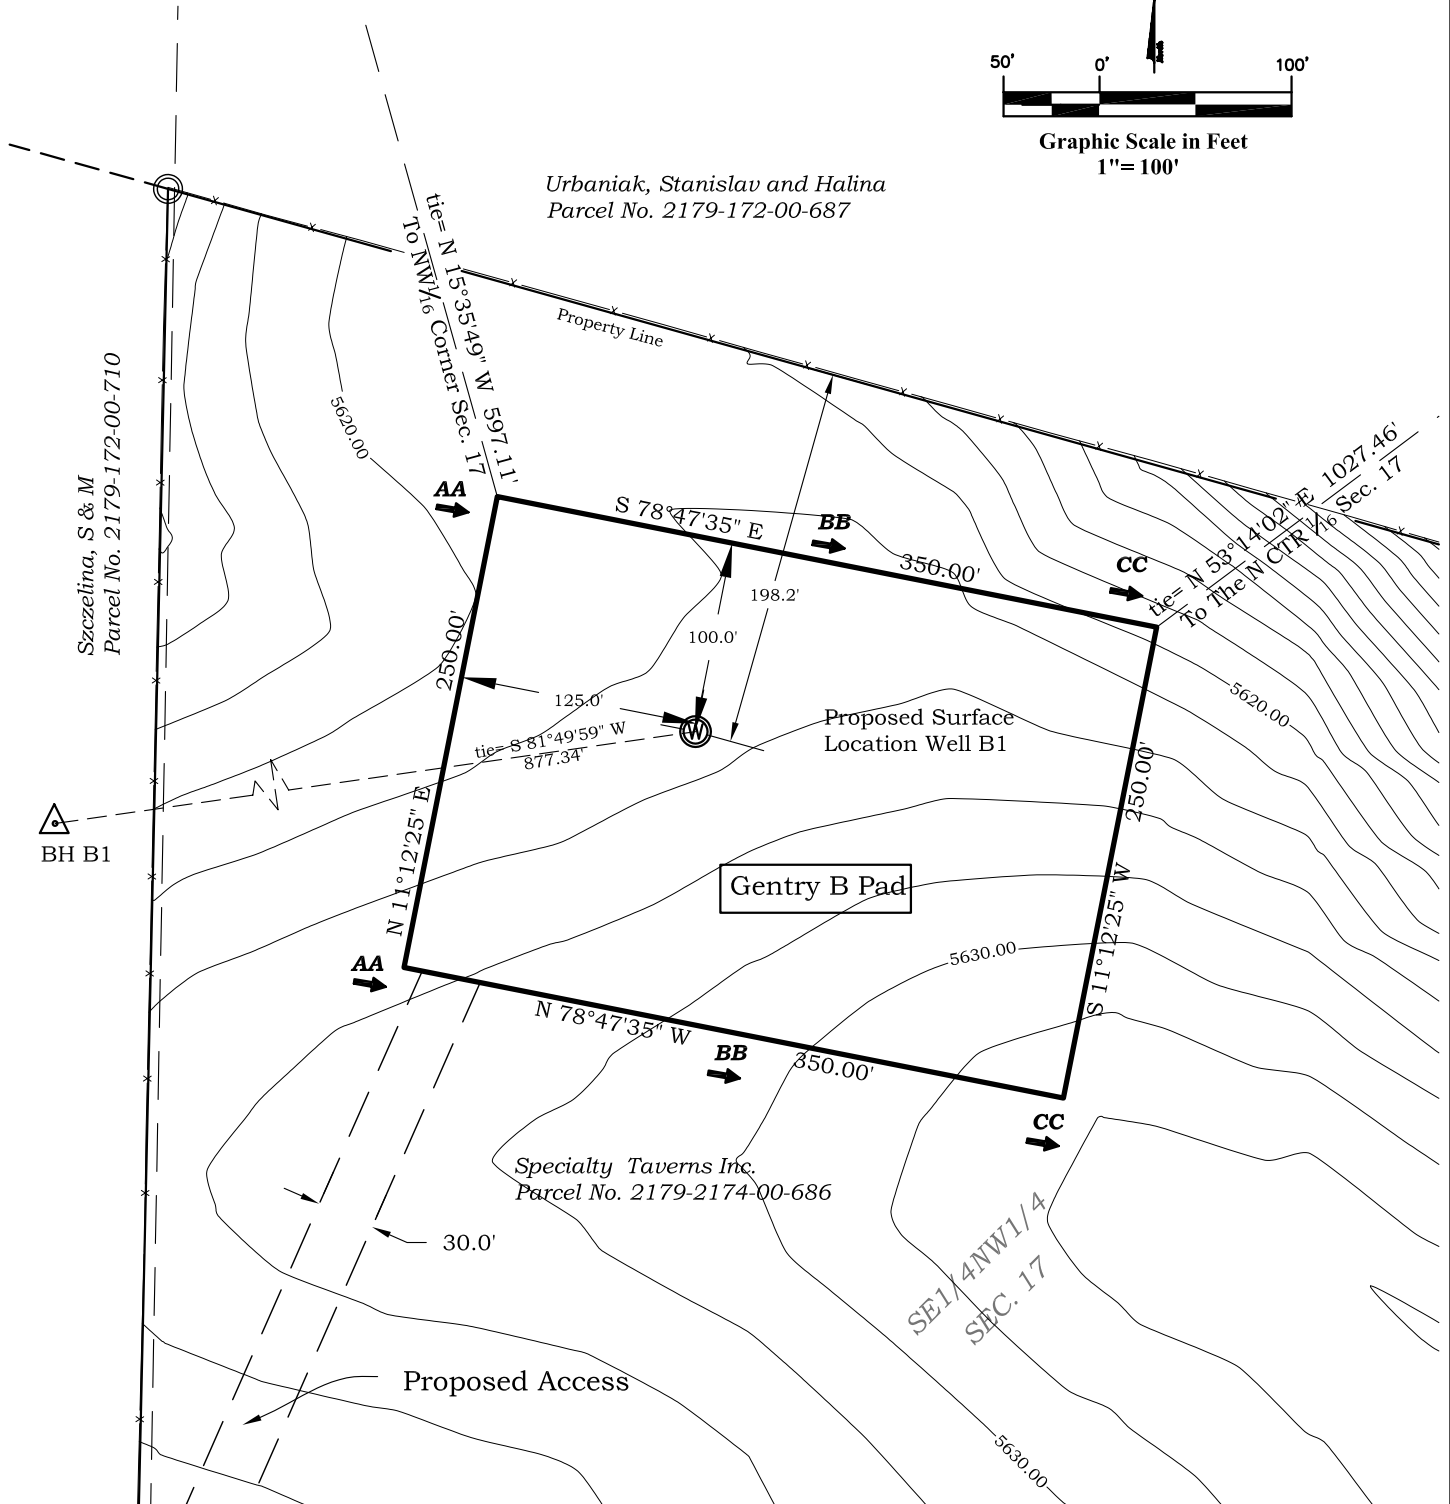 50'
0'
100'
Graphic Scale in Feet
1"= 100'
Urbaniak, Stanislav and Halina
Parcel No. 2179-172-00-687
tie= N 15°35'49" W 597.11'
To NW1/16 Corner Sec. 17
Property Line
Szczelina, S & M
Parcel No. 2179-172-00-710
5620.00
tie= N 53°14'02" E 1027.46'
To The N CTR 1/16 Sec. 17
AA
S 78°47'35" E
BB
350.00'
CC
198.2'
100.0'
250.00'
125.0'
W
tie= S 81°49'59" W
877.34'
Proposed Surface
Location Well B1
5620.00
250.00'
BH B1
N 11°12'25" E
Gentry B Pad
S 11°12'25" W
5630.00
AA
N 78°47'35" W
BB
350.00'
CC
Specialty Taverns Inc.
Parcel No. 2179-2174-00-686
30.0'
SE1/4NW1/4
SEC. 17
Proposed Access
5630.00